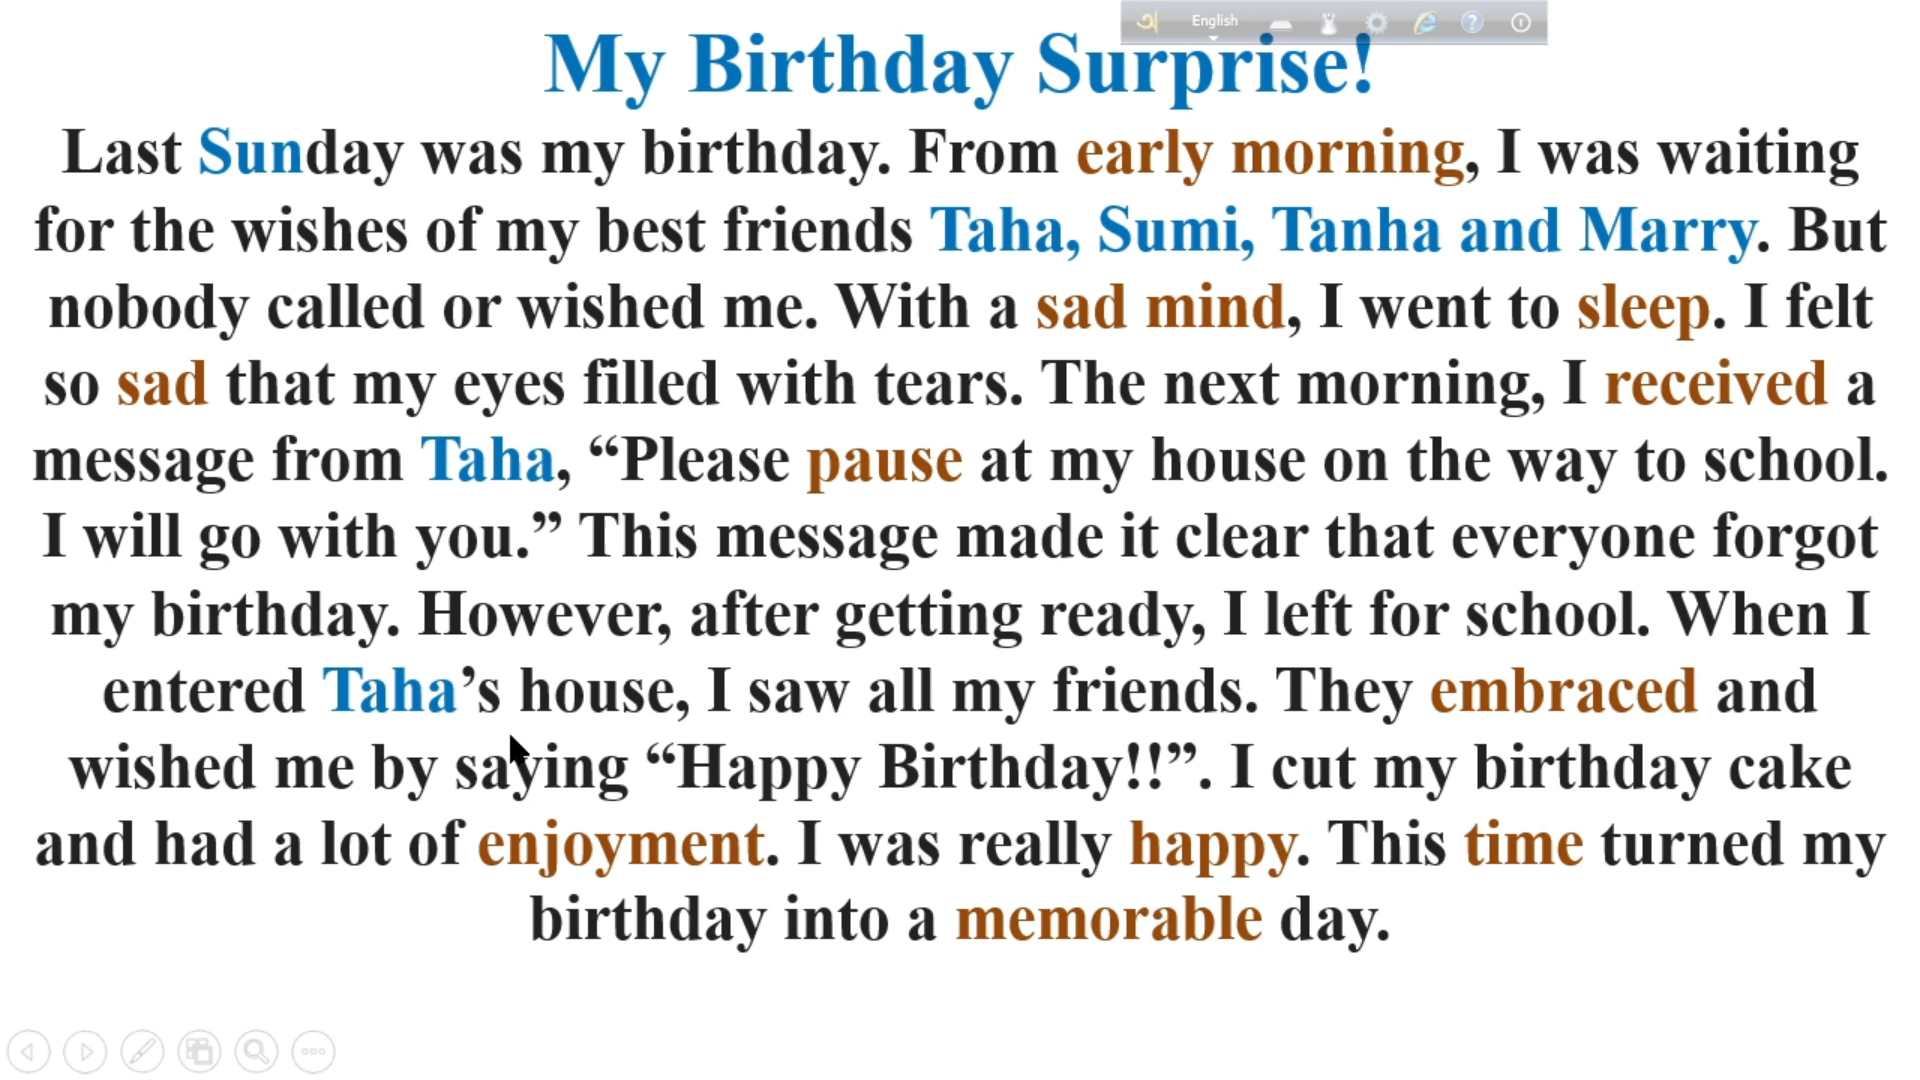 অ English
My Birthday Surprise!
Last Sunday was my birthday. From early morning, I was waiting
for the wishes of my best friends Taha, Sumi, Tanha and Marry. But
nobody called or wished me. With a sad mind, I went to sleep. I felt
so sad that my eyes filled with tears. The next morning, I received a
message from Taha, “Please pause at my house on the way to school.
I will go with you.” This message made it clear that everyone forgot
my birthday. However, after getting ready, I left for school. When I
entered Taha’s house, I saw all my friends. They embraced and
wished me by saying “Happy Birthday!!”. I cut my birthday cake
and had a lot of enjoyment. I was really happy. This time turned my
birthday into a memorable day.